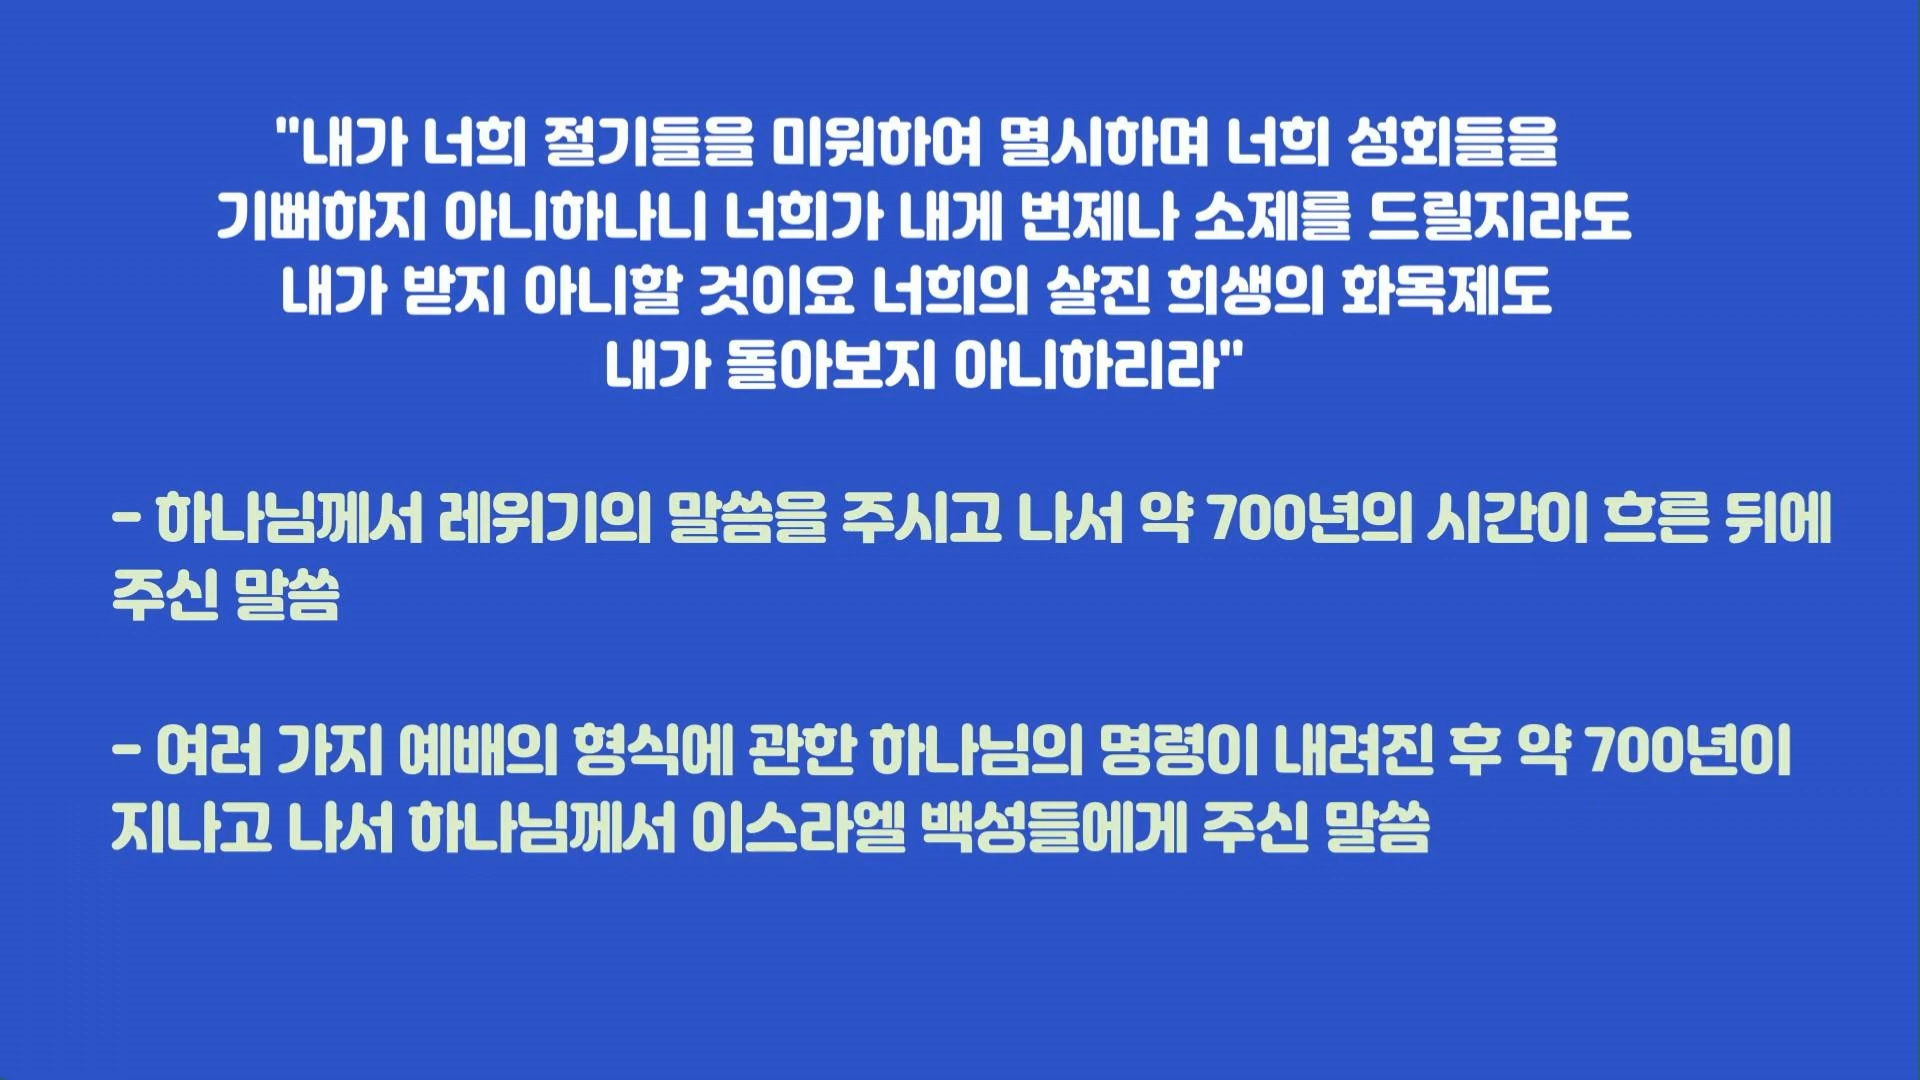 "내가 너희 절기들을 미워하여 멸시하며 너희 성회들을
기뻐하지 아니하나니 너희가 내게 번제나 소제를 드릴지라도
내가 받지 아니할 것이요 너희의 살진 희생의 화목제도
내가 돌아보지 아니하리라"
- 하나님께서 레위기의 말씀을 주시고 나서 약 700년의 시간이 흐른 뒤에
주신 말씀
- 여러 가지 예배의 형식에 관한 하나님의 명령이 내려진 후 약 700년이
지나고 나서 하나님께서 이스라엘 백성들에게 주신 말씀